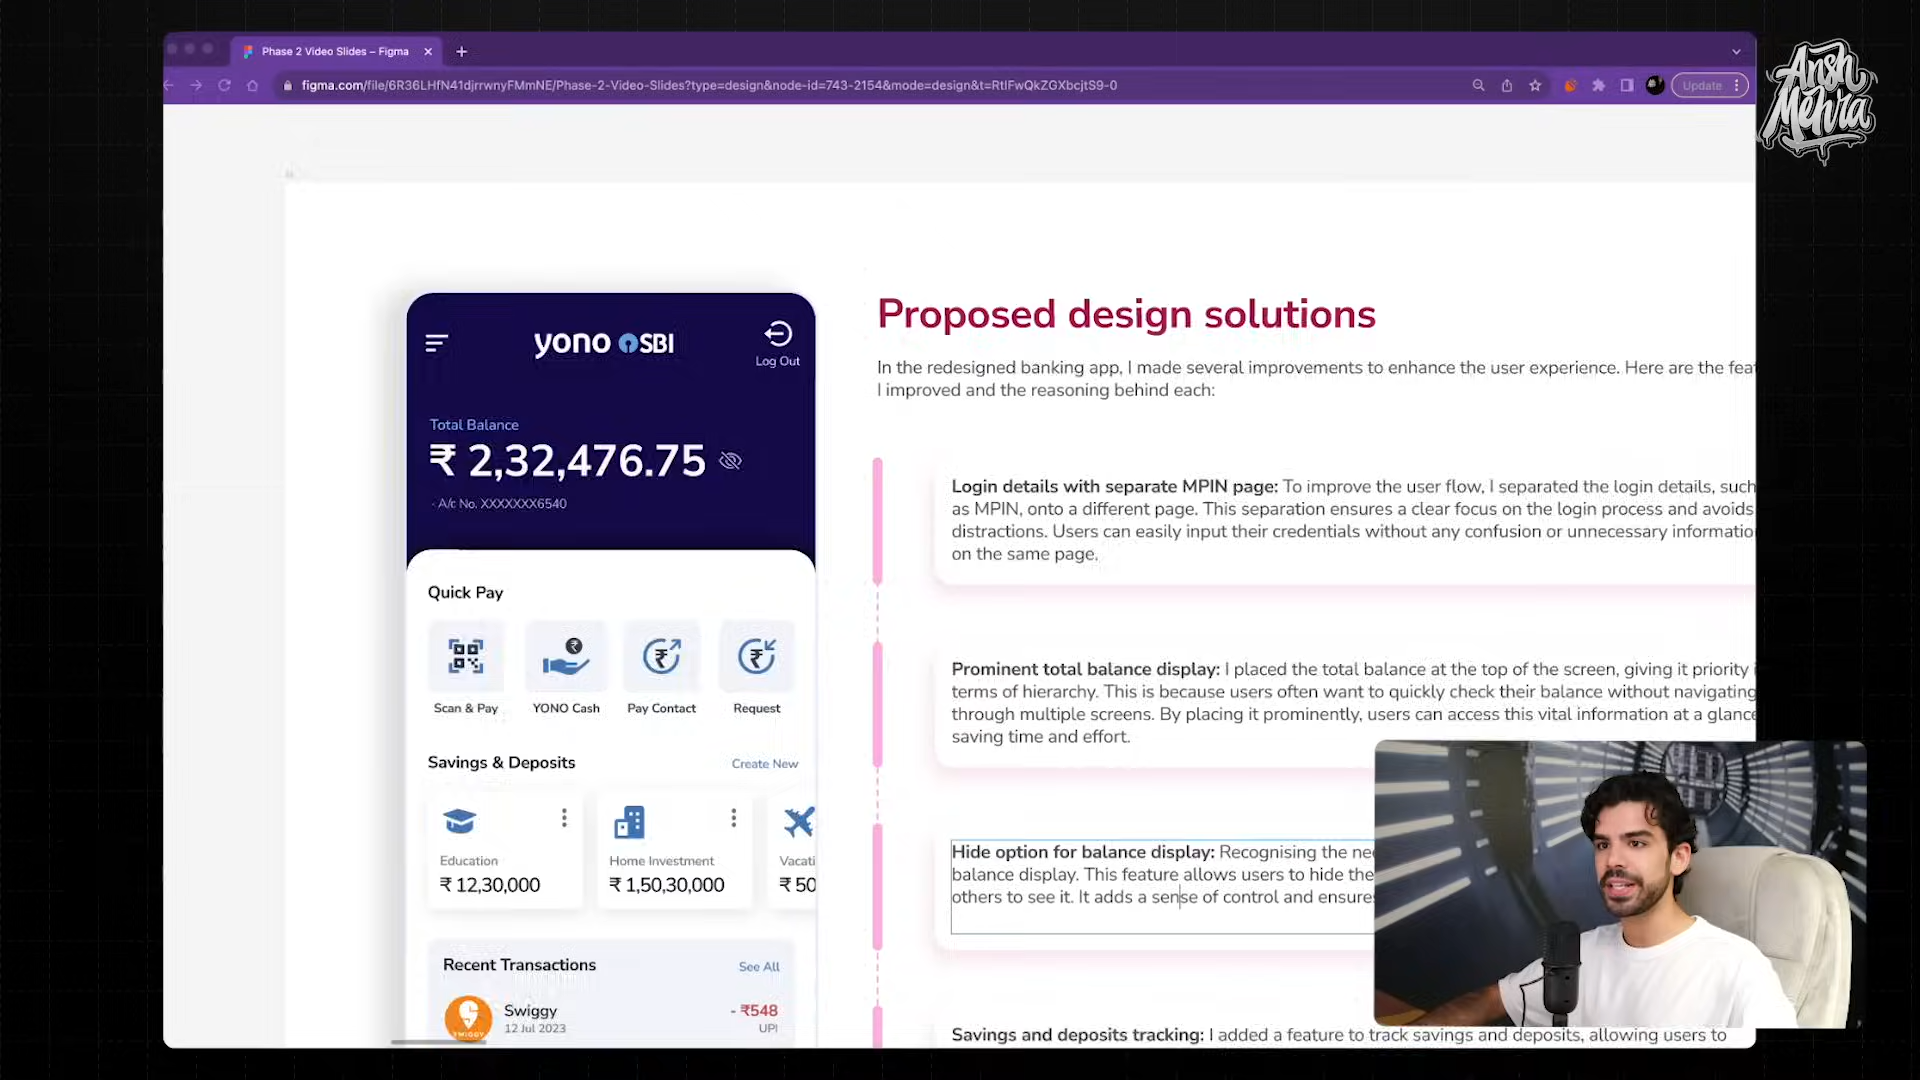 Phase 2 Video Slides – Figma
figma.com/file/6R36LHfN41djrrwnyFMmNE/Phase-2-Video-Slides?type=design&node-id=743-2154&mode=design&t=RtIFwQkZGXbcjtS9-0
Update
Ansh
Mehra
yono SBI
Log Out
Total Balance
₹ 2,32,476.75
A/c No. XXXXXXX6540
Quick Pay
Scan & Pay
YONO Cash
Pay Contact
Request
Savings & Deposits
Create New
Education
₹ 12,30,000
Home Investment
₹ 1,50,30,000
Vacati
₹ 50
Recent Transactions
See All
SWIGGY
Swiggy
- ₹548
12 Jul 2023
UPI
Proposed design solutions
In the redesigned banking app, I made several improvements to enhance the user experience. Here are the feat
I improved and the reasoning behind each:
Login details with separate MPIN page: To improve the user flow, I separated the login details, such
as MPIN, onto a different page. This separation ensures a clear focus on the login process and avoids
distractions. Users can easily input their credentials without any confusion or unnecessary informatio
on the same page.
Prominent total balance display: I placed the total balance at the top of the screen, giving it priority i
terms of hierarchy. This is because users often want to quickly check their balance without navigating
through multiple screens. By placing it prominently, users can access this vital information at a glance
saving time and effort.
Hide option for balance display: Recognising the nee
balance display. This feature allows users to hide the
others to see it. It adds a sense of control and ensures
Savings and deposits tracking: I added a feature to track savings and deposits, allowing users to